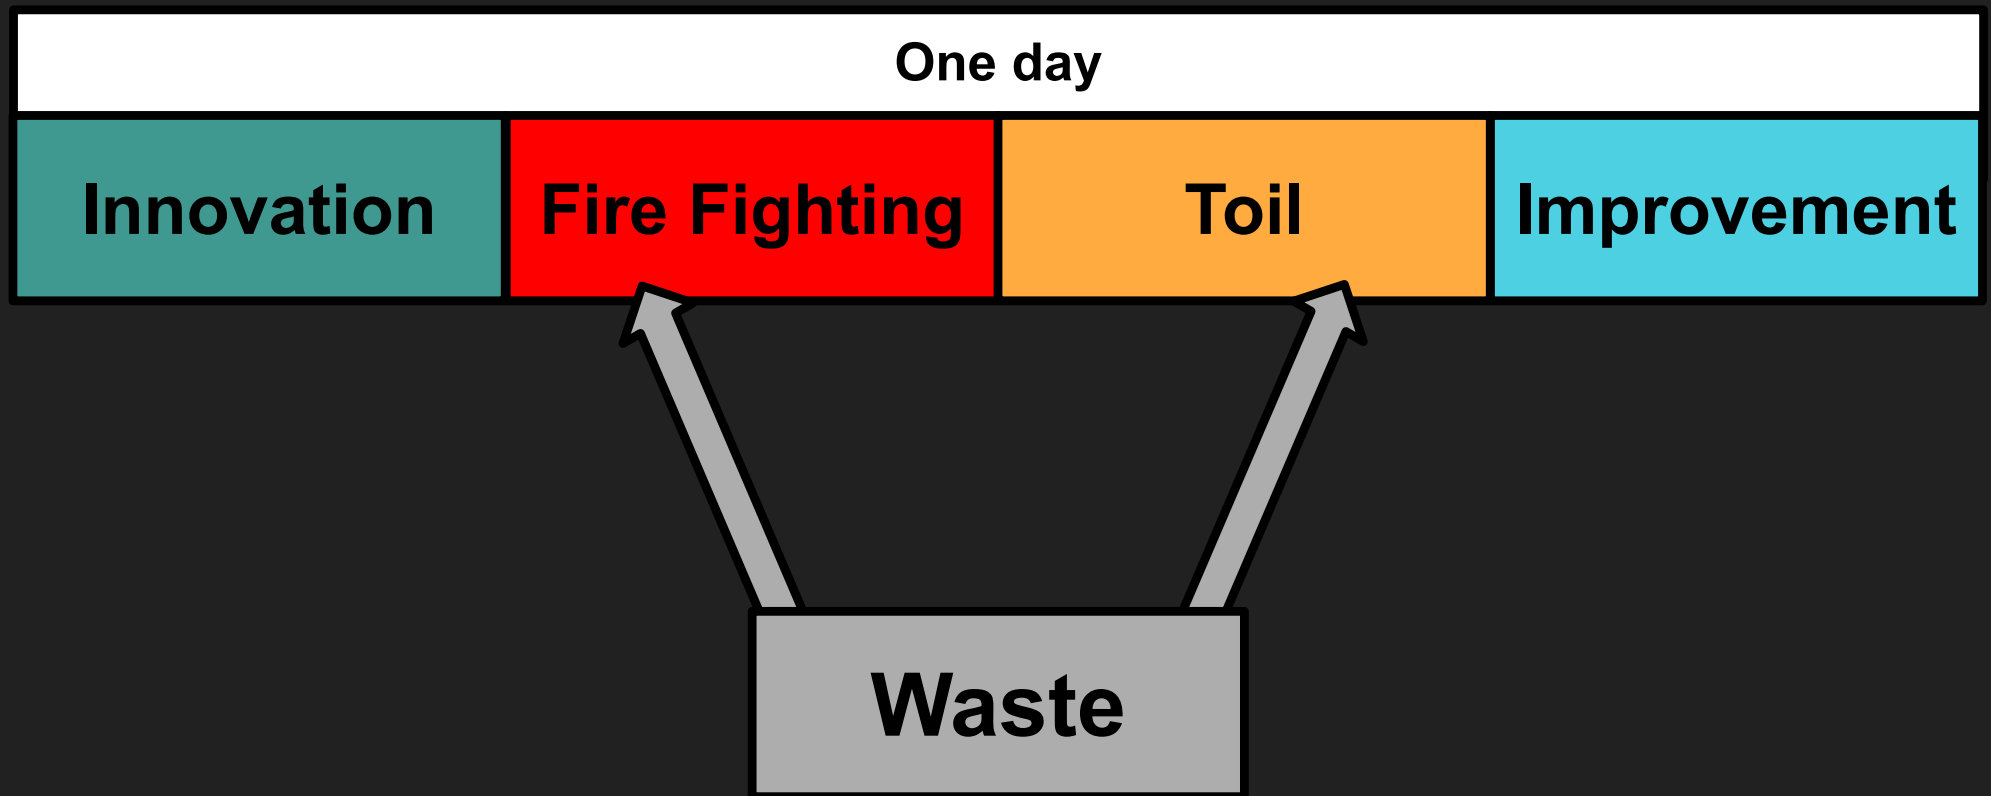 One day
Innovation
Fire Fighting
Toil
Improvement
Waste